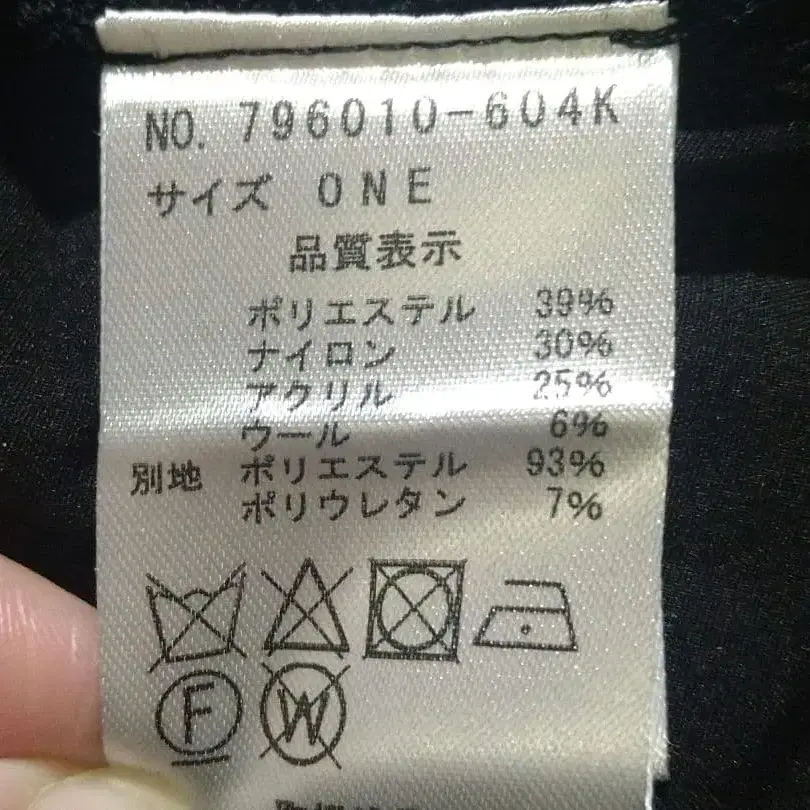 NO. 796010-604K
サイズ ONE
品質表示
ポリエステル 39%
ナイロン 30%
アクリル 25%
ウール 6%
別地 ポリエステル 93%
ポリウレタン 7%
F
W